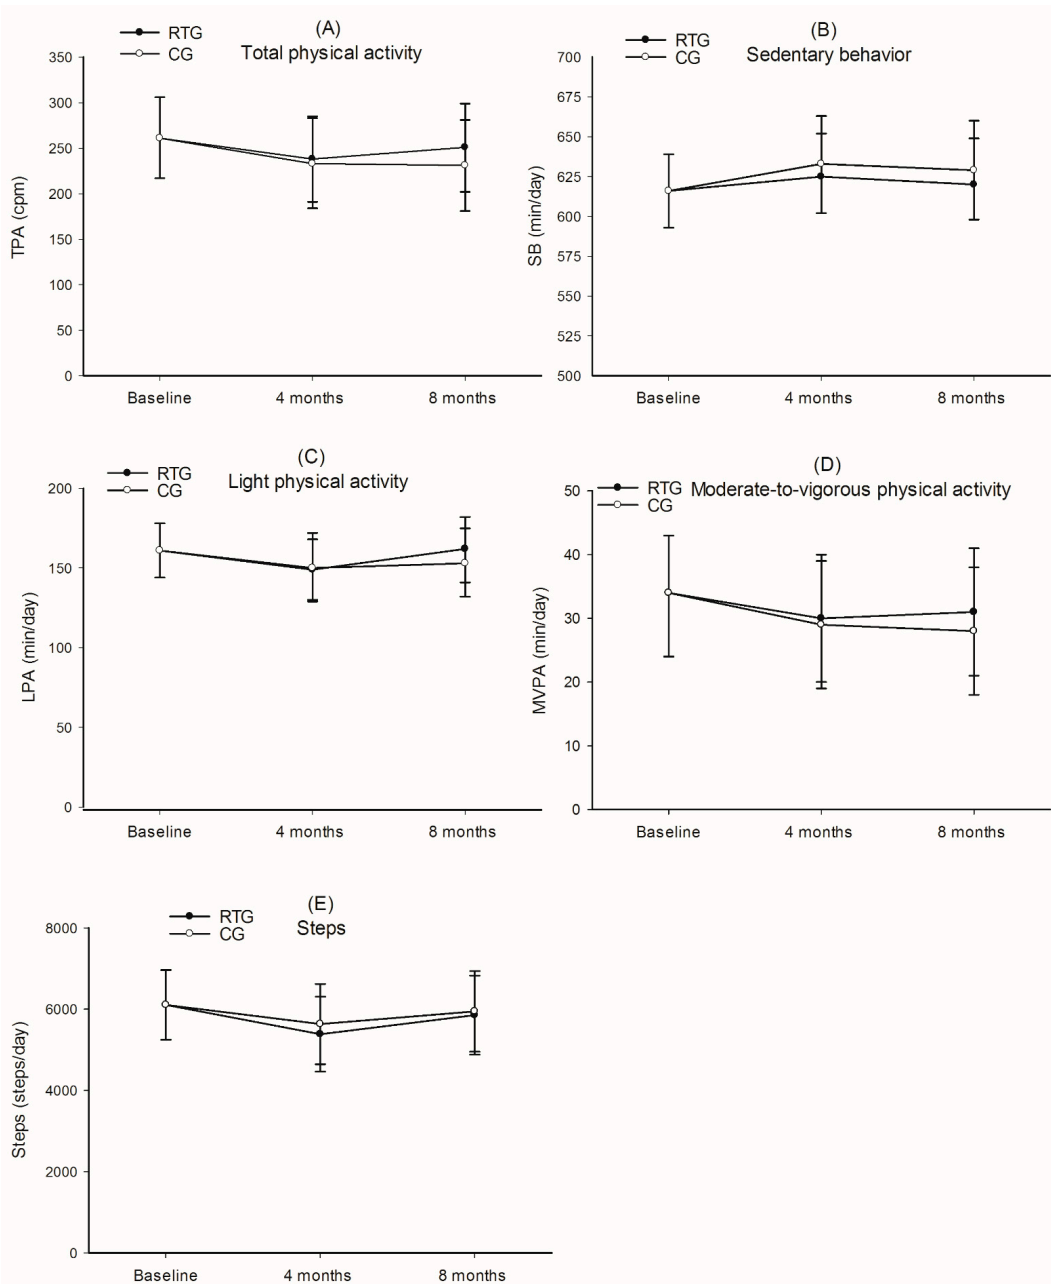 (A)
RTG
CG
Total physical activity
350
300
250
200
150
100
50
0
TPA (cpm)
Baseline
4 months
8 months
(B)
RTG
CG
Sedentary behavior
700
675
650
625
600
575
550
525
500
SB (min/day)
Baseline
4 months
8 months
(C)
RTG
CG
Light physical activity
200
150
100
50
0
LPA (min/day)
Baseline
4 months
8 months
(D)
RTG
CG
Moderate-to-vigorous physical activity
50
40
30
20
10
0
MVPA (min/day)
Baseline
4 months
8 months
(E)
RTG
CG
Steps
8000
6000
4000
2000
0
Steps (steps/day)
Baseline
4 months
8 months